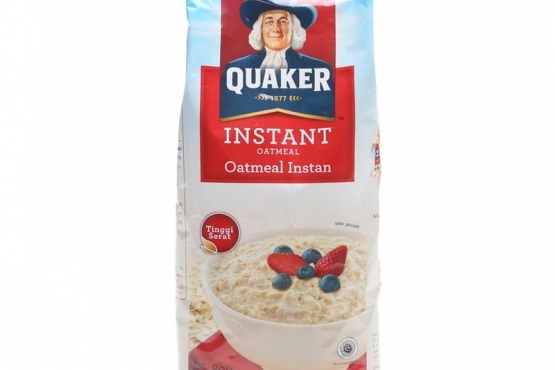 QUAKER
1877
INSTANT
OATMEAL
Oatmeal Instan
Tinggi
Serat